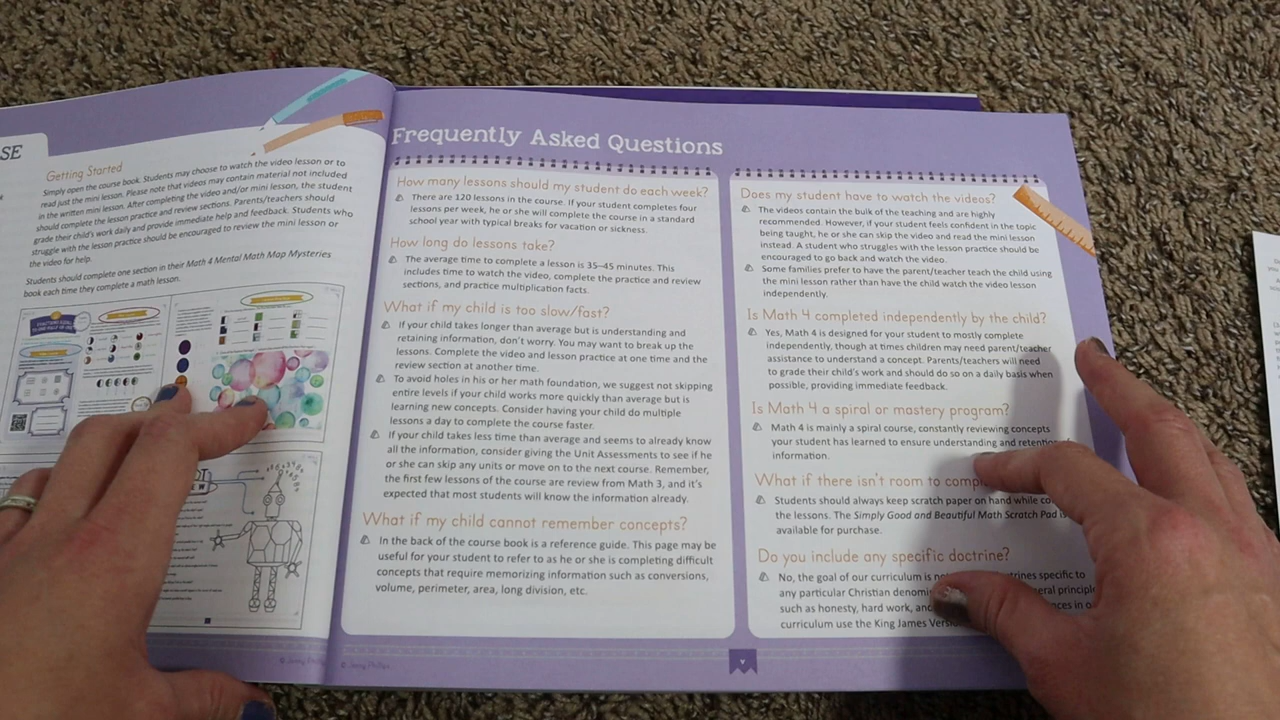 SE
Getting Started
Simply open the course book. Students may choose to watch the video lesson or to
read just the mini lesson. Please note that videos may contain material not included
in the written mini lesson. After completing the video and/or mini lesson, the student
should complete the lesson practice and review sections. Parents/teachers should
grade their child's work daily and provide immediate help and feedback. Students who
struggle with the lesson practice should be encouraged to review the mini lesson or
the video for help.
Students should complete one section in their Math 4 Mental Math Map Mysteries
book each time they complete a math lesson.
Frequently Asked Questions
How many lessons should my student do each week?
There are 120 lessons in the course. If your student completes four
lessons per week, he or she will complete the course in a standard
school year with typical breaks for vacation or sickness.
How long do lessons take?
The average time to complete a lesson is 35–45 minutes. This
includes time to watch the video, complete the practice and review
sections, and practice multiplication facts.
What if my child is too slow/fast?
If your child takes longer than average but is understanding and
retaining information, don't worry. You may want to break up the
lessons. Complete the video and lesson practice at one time and the
review section at another time.
To avoid holes in his or her math foundation, we suggest not skipping
entire levels if your child works more quickly than average but is
learning new concepts. Consider having your child do multiple
lessons a day to complete the course faster.
If your child takes less time than average and seems to already know
all the information, consider giving the Unit Assessments to see if he
or she can skip any units or move on to the next course. Remember,
the first few lessons of the course are review from Math 3, and it's
expected that most students will know the information already.
What if my child cannot remember concepts?
In the back of the course book is a reference guide. This page may be
useful for your student to refer to as he or she is completing difficult
concepts that require memorizing information such as conversions,
volume, perimeter, area, long division, etc.
Does my student have to watch the videos?
The videos contain the bulk of the teaching and are highly
recommended. However, if your student feels confident in the topic
being taught, he or she can skip the video and read the mini lesson
instead. A student who struggles with the lesson practice should be
encouraged to go back and watch the video.
Some families prefer to have the parent/teacher teach the child using
the mini lesson rather than have the child watch the video lesson
independently.
Is Math 4 completed independently by the child?
Yes, Math 4 is designed for your student to mostly complete
independently, though at times children may need parent/teacher
assistance to understand a concept. Parents/teachers will need
to grade their child's work and should do so on a daily basis when
possible, providing immediate feedback.
Is Math 4 a spiral or mastery program?
Math 4 is mainly a spiral course, constantly reviewing concepts
your student has learned to ensure understanding and retention
information.
What if there isn't room to
Students should always keep scratch paper on hand while
the lessons. The Simply Good and Beautiful Math Scratch Pad is
available for purchase.
Do you include any specific doctrine?
No, the goal of our curriculum is specific to
any particular Christian
such as honesty, hard work, and
curriculum use the King James
© Jenny Phillips
© Jenny Phillips
v